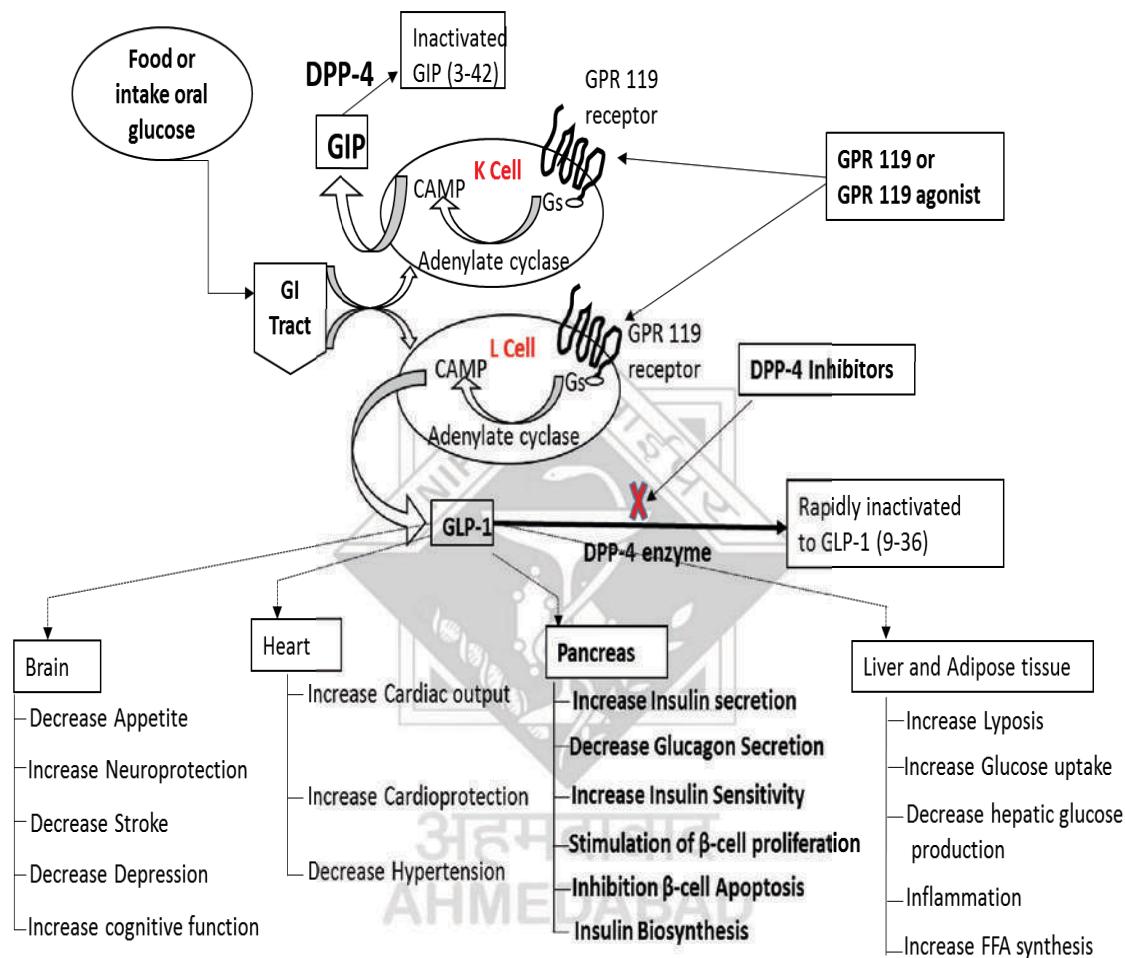 Food or
intake oral
glucose
DPP-4
Inactivated
GIP (3-42)
GIP
GPR 119
receptor
K Cell
CAMP
Gs
Adenylate cyclase
GPR 119 or
GPR 119 agonist
GI
Tract
L Cell
CAMP
Gs
Adenylate cyclase
GPR 119
receptor
DPP-4 Inhibitors
X
GLP-1
DPP-4 enzyme
Rapidly inactivated
to GLP-1 (9-36)
Brain
Decrease Appetite
Increase Neuroprotection
Decrease Stroke
Decrease Depression
Increase cognitive function
Heart
Increase Cardiac output
Increase Cardioprotection
Decrease Hypertension
Pancreas
Increase Insulin secretion
Decrease Glucagon Secretion
Increase Insulin Sensitivity
Stimulation of β-cell proliferation
Inhibition β-cell Apoptosis
Insulin Biosynthesis
Liver and Adipose tissue
Increase Lyposis
Increase Glucose uptake
Decrease hepatic glucose
production
Inflammation
Increase FFA synthesis
अहमदाबाद
AHMEDABAD